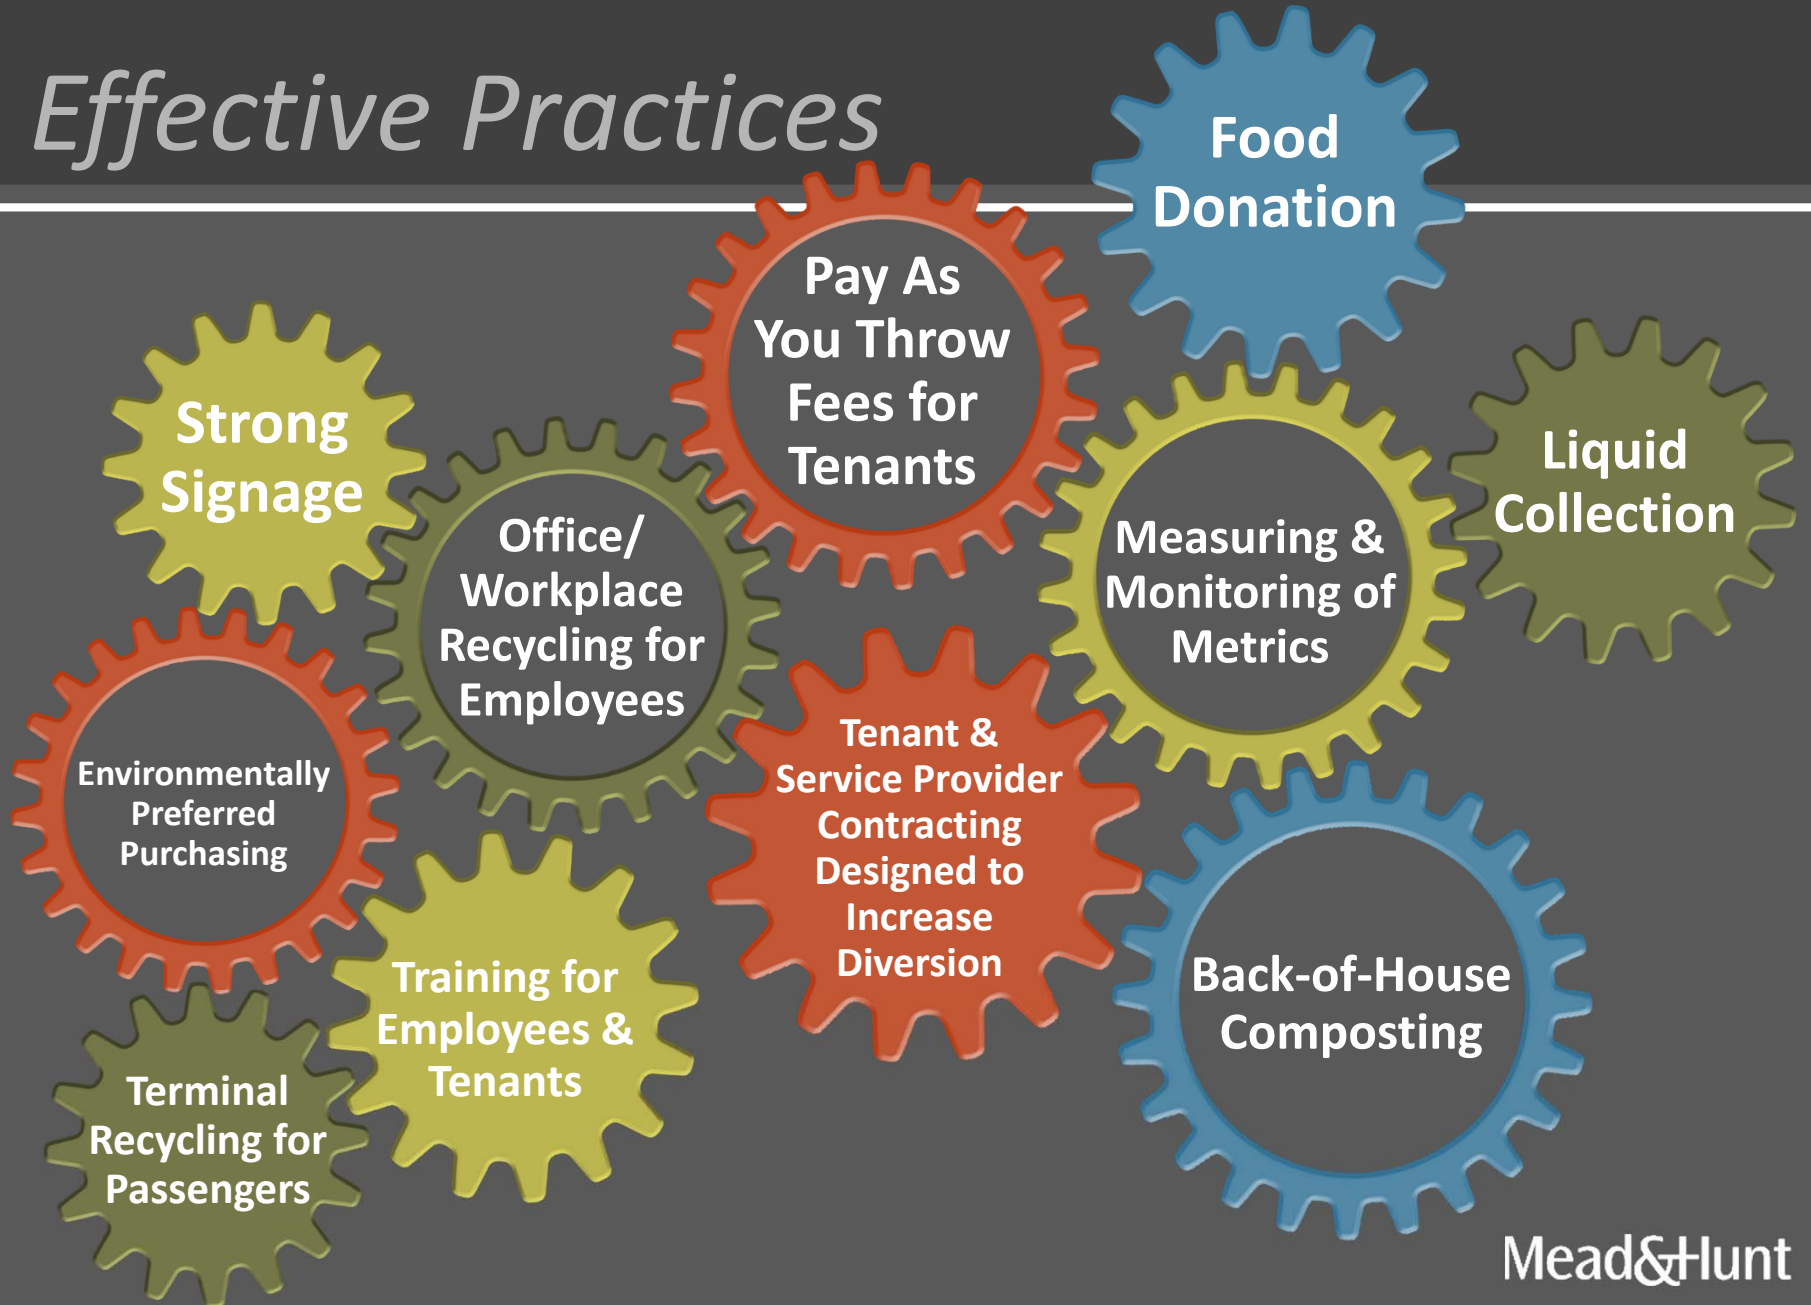 Effective Practices
Food
Donation
Pay As
You Throw
Fees for
Tenants
Strong
Signage
Liquid
Collection
Office/
Workplace
Recycling for
Employees
Measuring &
Monitoring of
Metrics
Environmentally
Preferred
Purchasing
Tenant &
Service Provider
Contracting
Designed to
Increase
Diversion
Training for
Employees &
Tenants
Back-of-House
Composting
Terminal
Recycling for
Passengers
Mead&Hunt